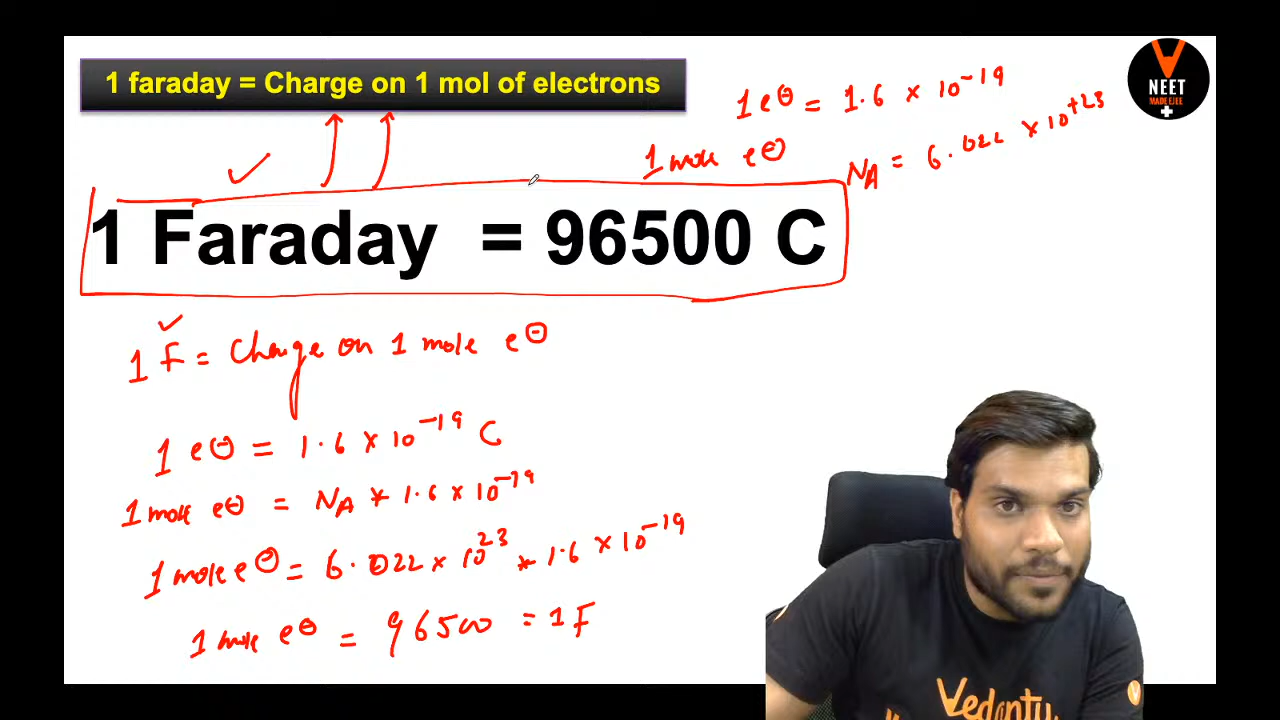 1 faraday = Charge on 1 mol of electrons
1 e⊖ = 1.6 × 10⁻¹⁹
NEET
MADE EJEE
1 mole e⊖
NA = 6.022 × 10⁺²³
1 Faraday = 96500 C
1 F = Charge on 1 mole e⊖
1 e⊖ = 1.6 × 10⁻¹⁹ C
1 mole e⊖ = NA * 1.6 × 10⁻¹⁹
1 mole e⊖ = 6.022 × 10²³ * 1.6 × 10⁻¹⁹
1 mole e⊖ = 96500 = 1 F
Vedantu